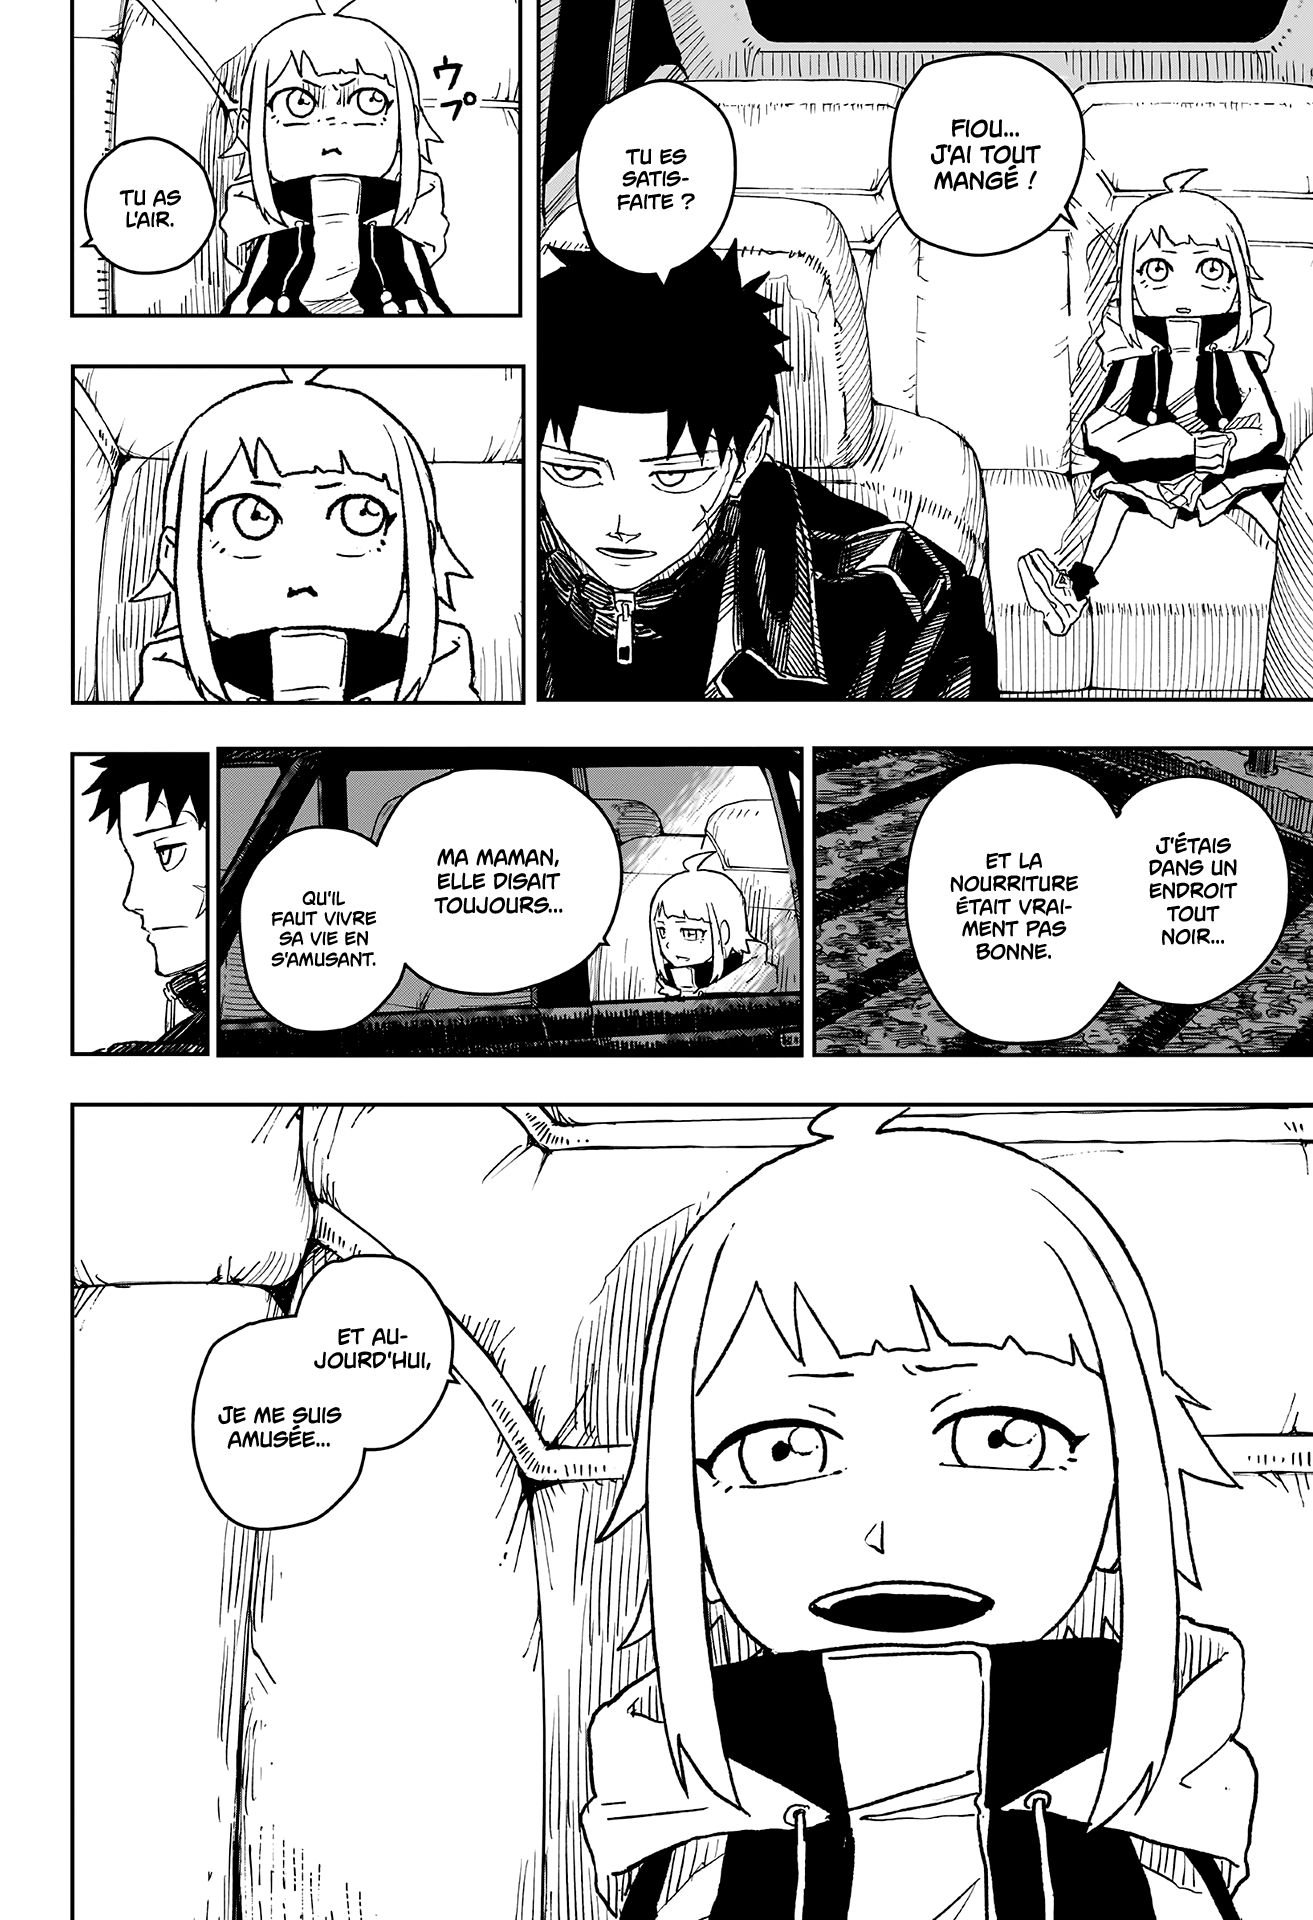 FIOU...
J'AI TOUT
MANGÉ !
TU ES
SATIS-
FAITE ?
ウプ
TU AS
L'AIR.
J'ÉTAIS
DANS UN
ENDROIT
TOUT
NOIR...
ET LA
NOURRITURE
ÉTAIT VRAI-
MENT PAS
BONNE.
MA MAMAN,
ELLE DISAIT
TOUJOURS...
QU'IL
FAUT VIVRE
SA VIE EN
S'AMUSANT.
ET AU-
JOURD'HUI,
JE ME SUIS
AMUSÉE...